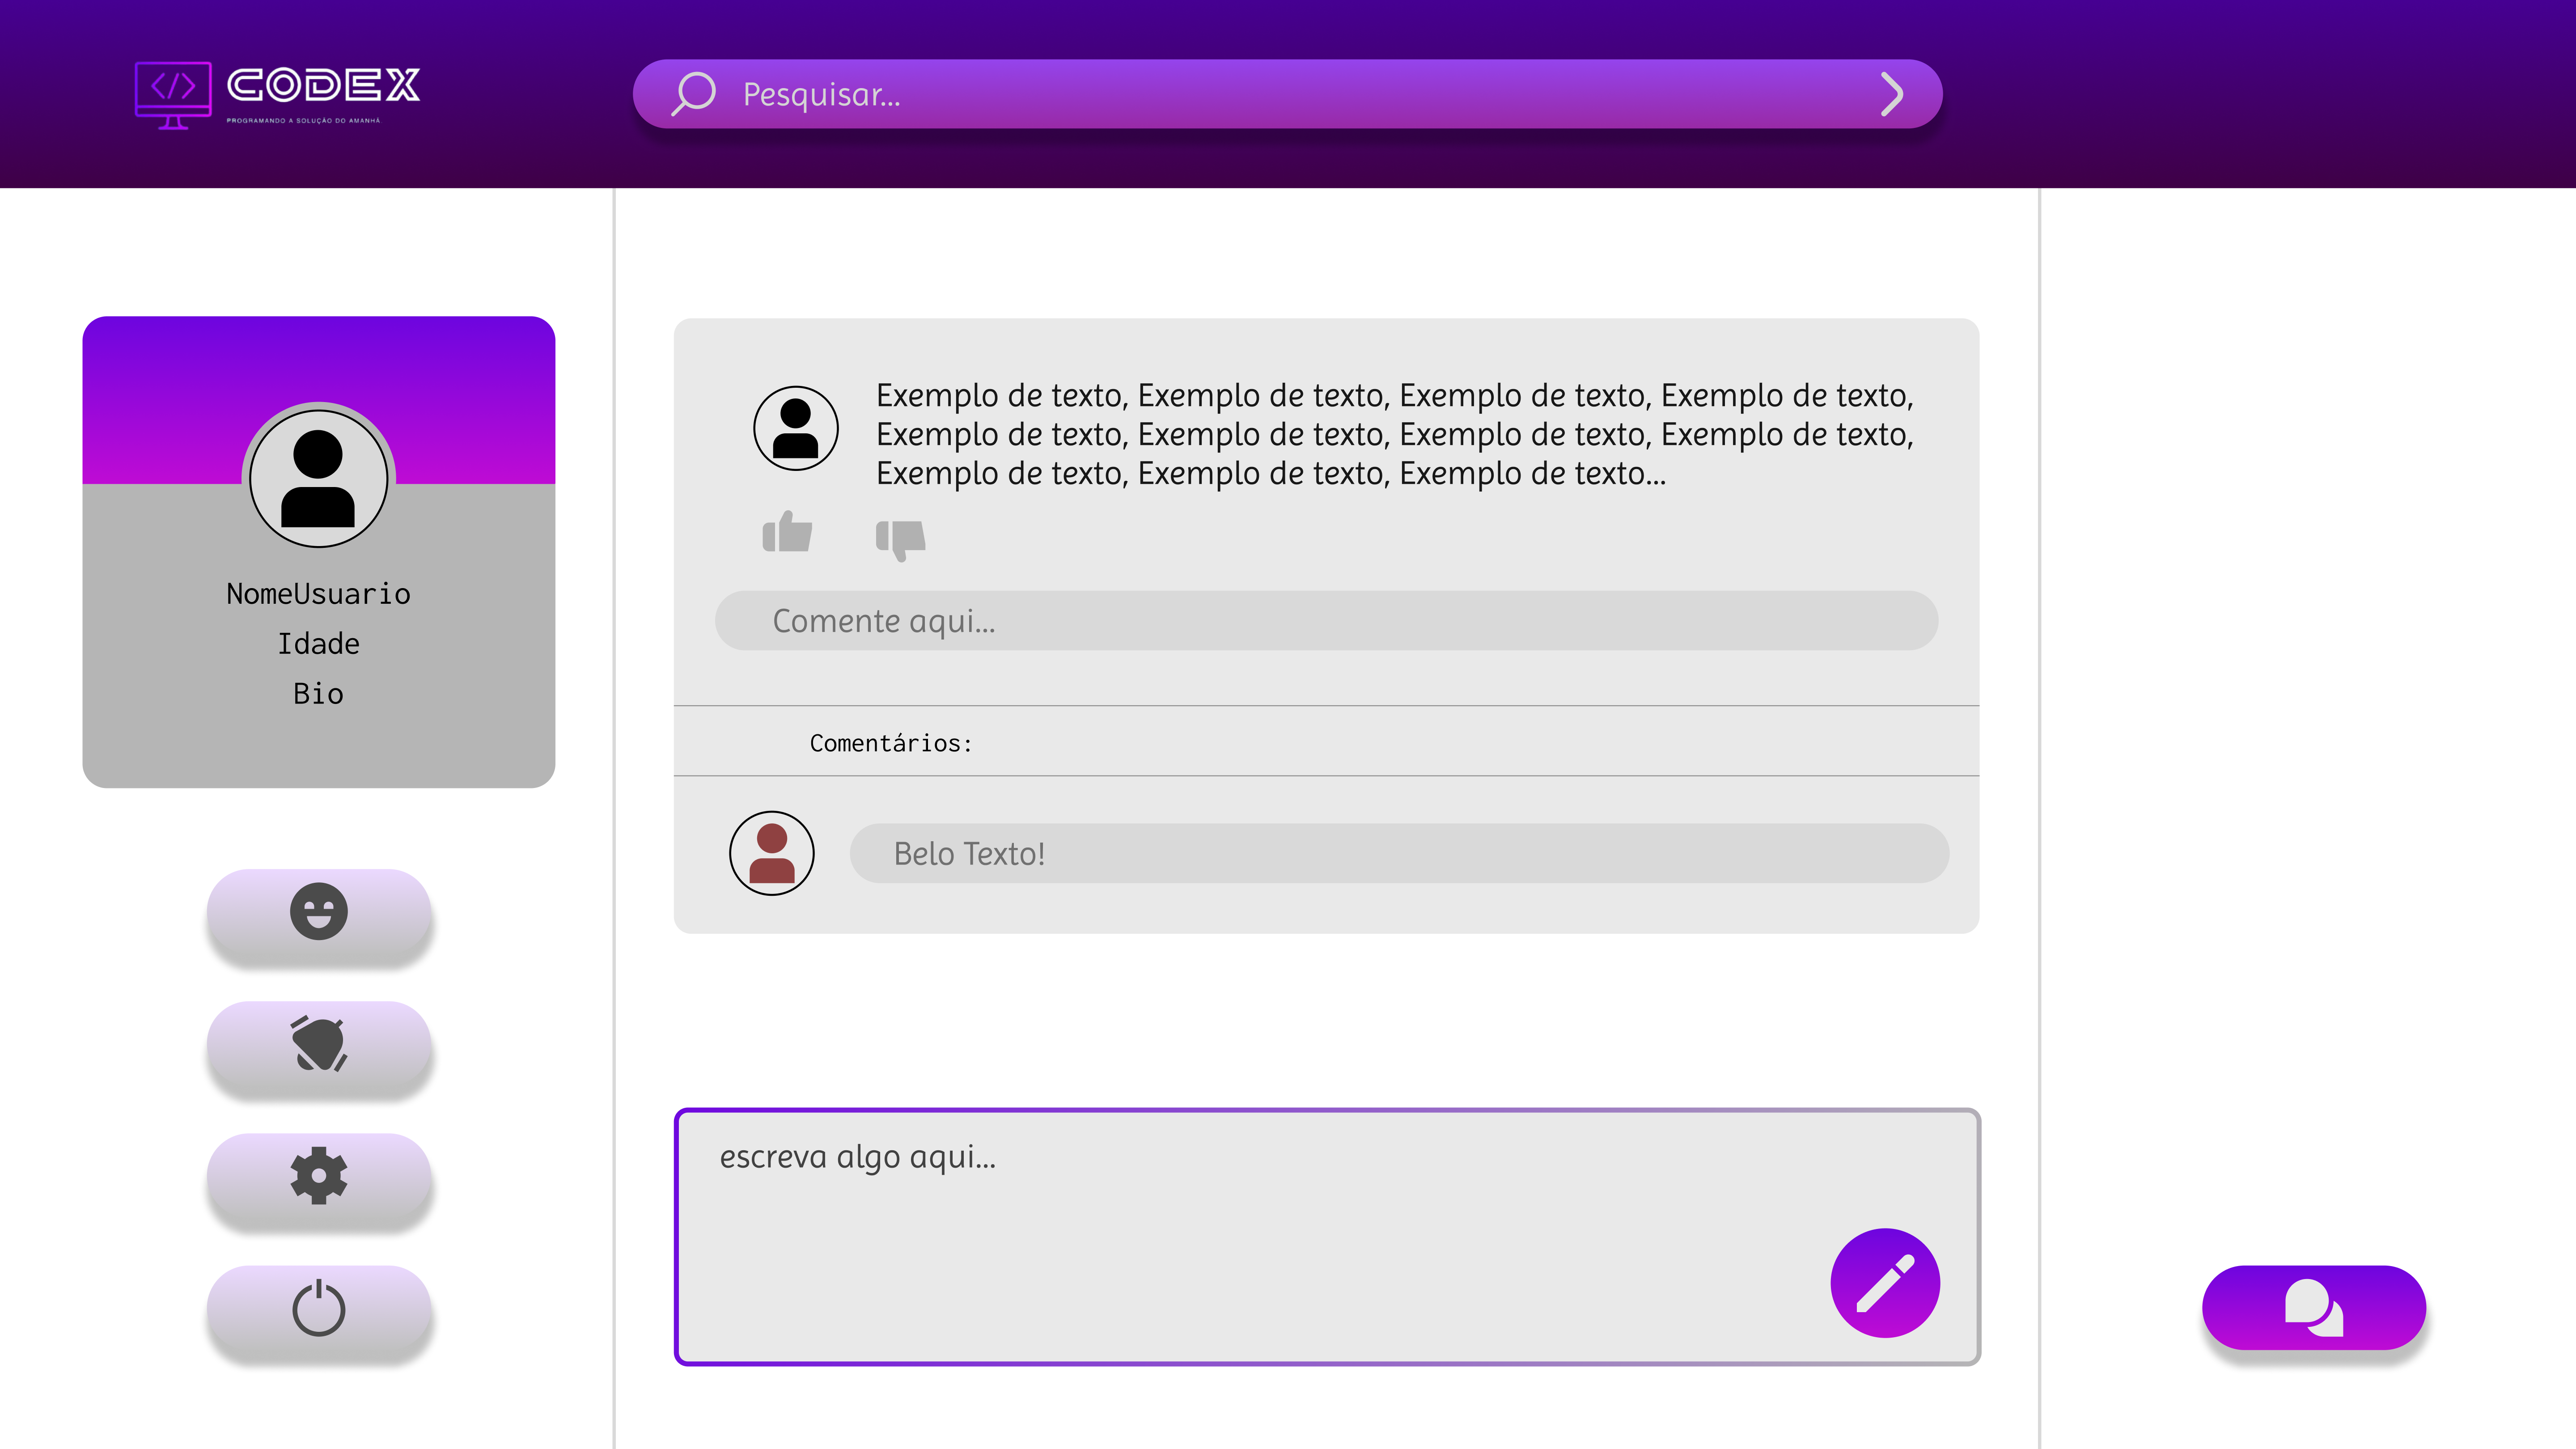 </>
CODEX
PROGRAMANDO A SOLUÇÃO DO AMANHÃ
Pesquisar...
NomeUsuario
Idade
Bio
Exemplo de texto, Exemplo de texto, Exemplo de texto, Exemplo de texto,
Exemplo de texto, Exemplo de texto, Exemplo de texto, Exemplo de texto,
Exemplo de texto, Exemplo de texto, Exemplo de texto...
Comente aqui...
Comentários:
Belo Texto!
escreva algo aqui...